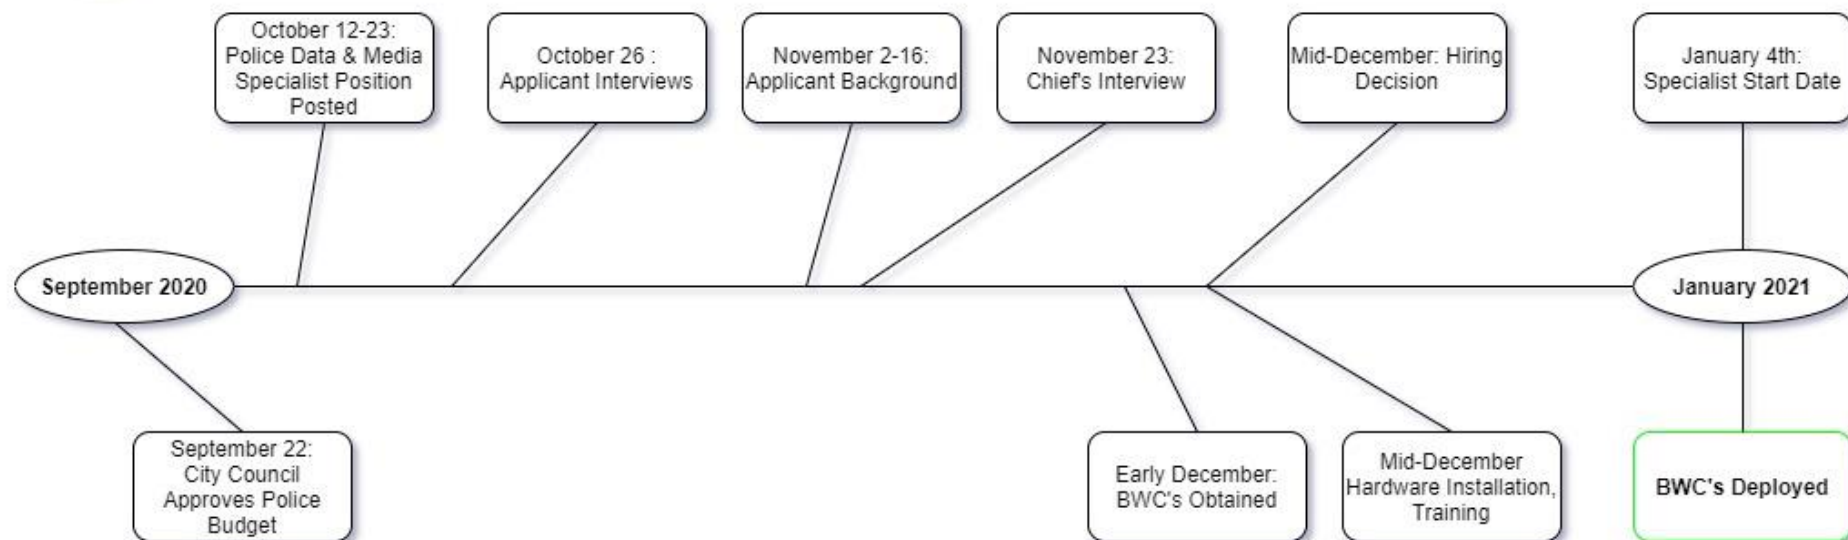 October 12-23:
Police Data & Media
Specialist Position
Posted
October 26 :
Applicant Interviews
November 2-16:
Applicant Background
November 23:
Chief's Interview
Mid-December: Hiring
Decision
January 4th:
Specialist Start Date
September 2020
January 2021
September 22:
City Council
Approves Police
Budget
Early December:
BWC's Obtained
Mid-December
Hardware Installation,
Training
BWC's Deployed